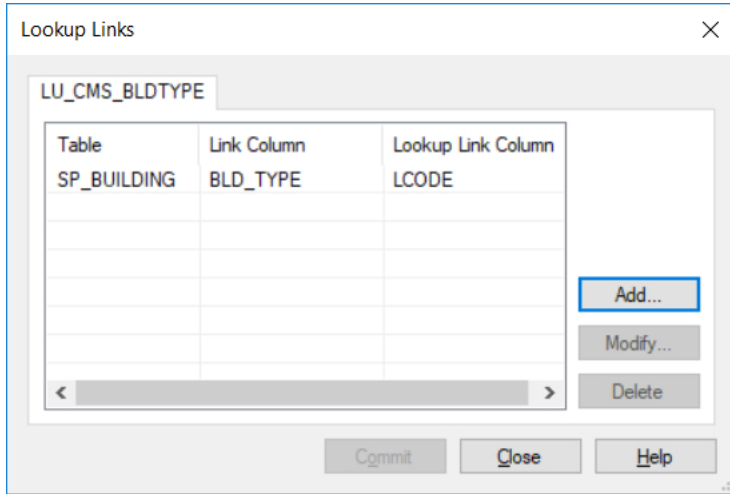 Lookup Links
LU_CMS_BLDTYPE
Table Link Column Lookup Link Column
SP_BUILDING BLD_TYPE LCODE
Add...
Modify...
Delete
Commit Close Help